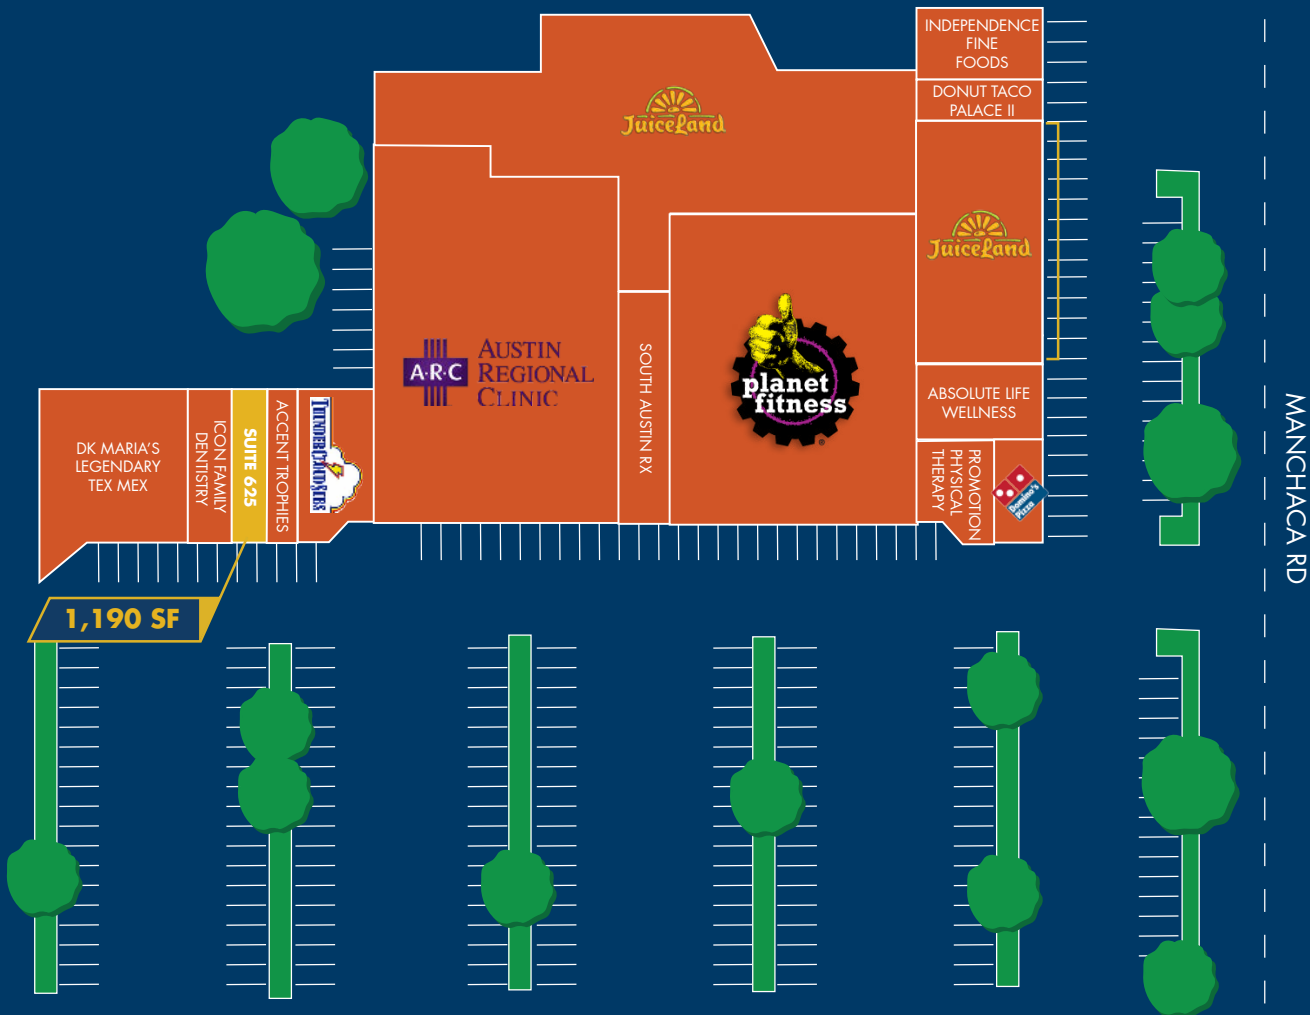 INDEPENDENCE
FINE
FOODS
DONUT TACO
PALACE II
JuiceLand
JuiceLand
A·R·C
AUSTIN
REGIONAL
CLINIC
SOUTH AUSTIN RX
planet
fitness®
ABSOLUTE LIFE
WELLNESS
PROMOTION
PHYSICAL
THERAPY
Domino's
Pizza
DK MARIA'S
LEGENDARY
TEX MEX
ICON FAMILY
DENTISTRY
SUITE 625
ACCENT TROPHIES
THUNDERCLOUD SUBS
1,190 SF
MANCHACA RD